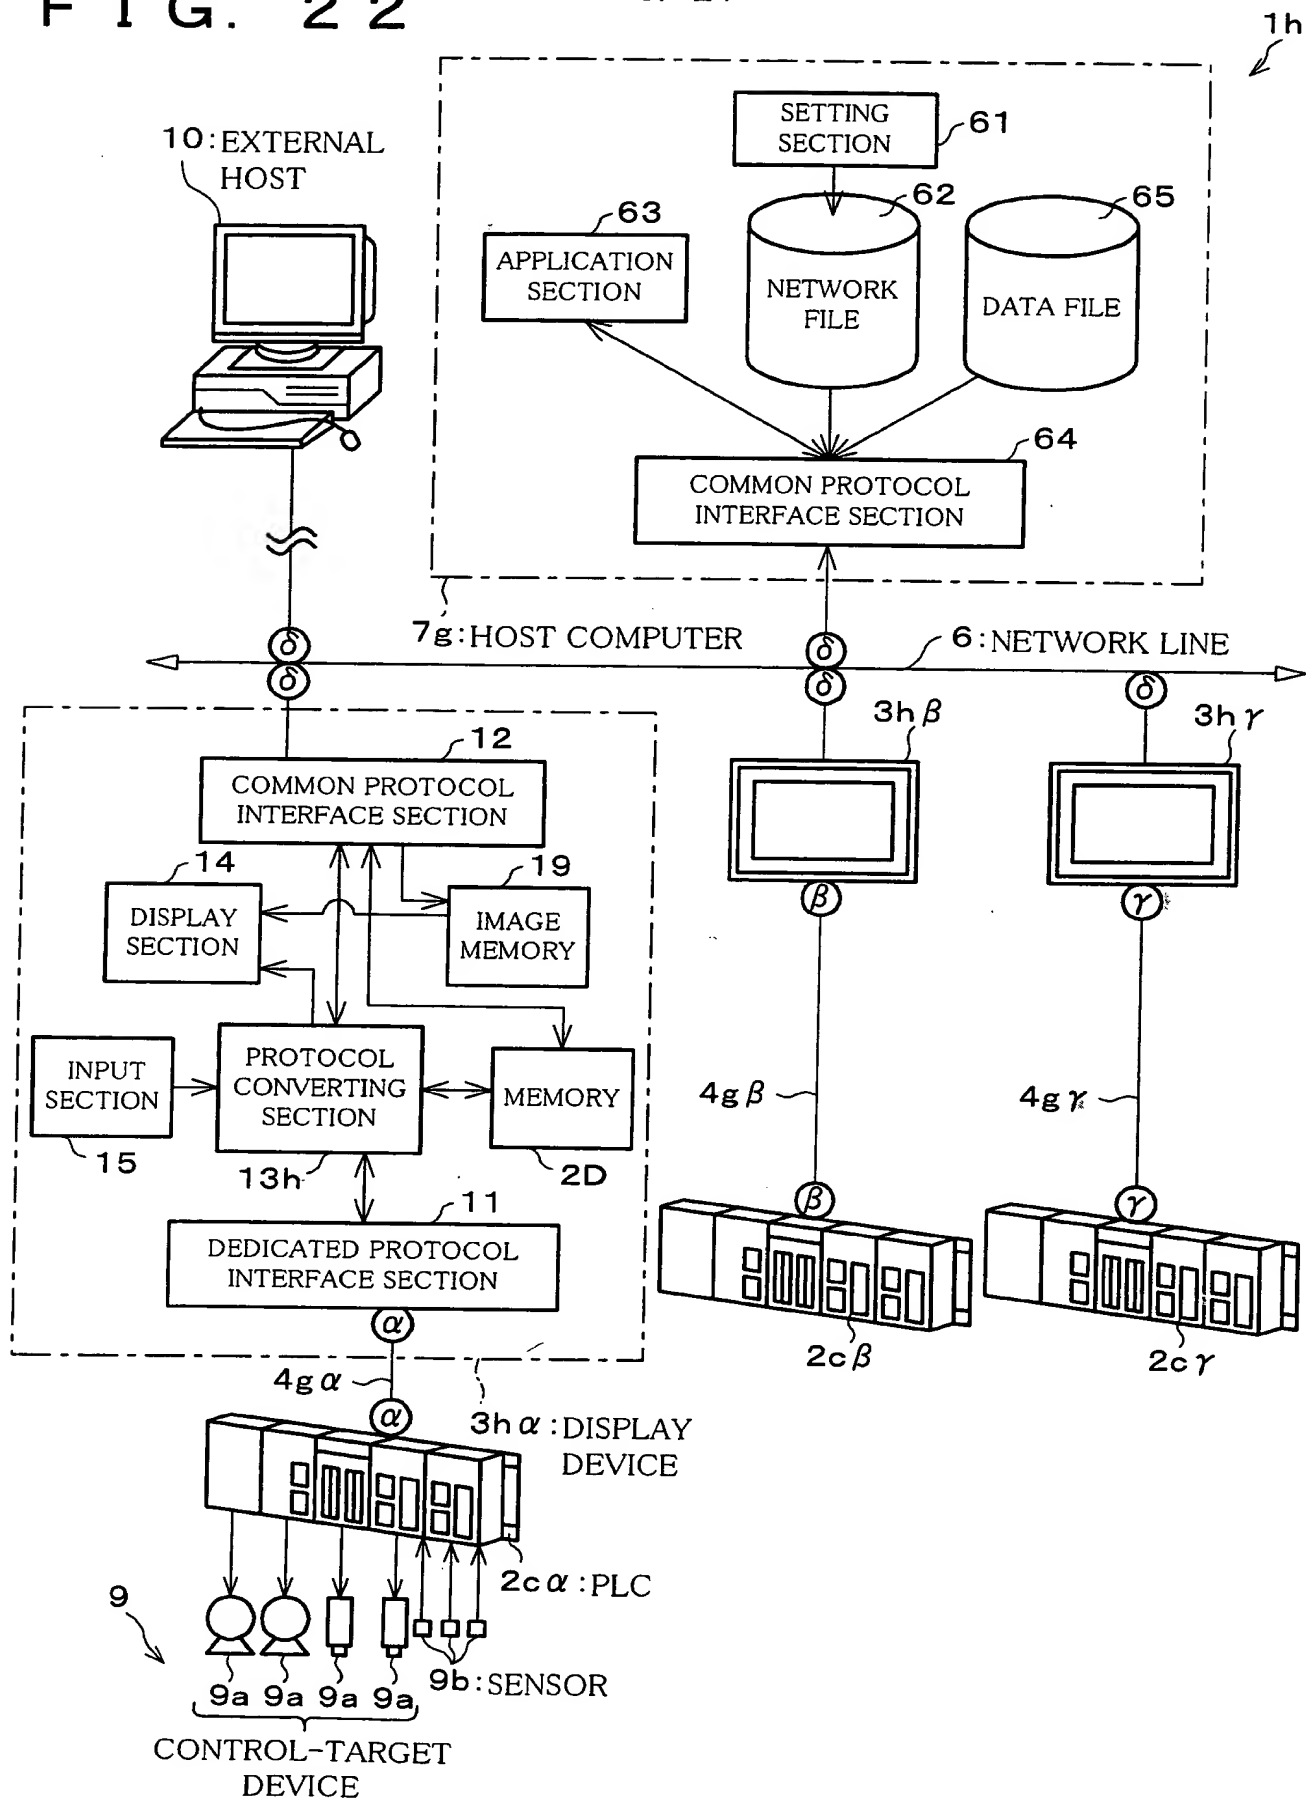 FIG. 22
1h
SETTING
SECTION
61
10:EXTERNAL
HOST
62
65
63
APPLICATION
SECTION
NETWORK
FILE
DATA FILE
64
COMMON PROTOCOL
INTERFACE SECTION
7g:HOST COMPUTER
δ
δ
δ
δ
6:NETWORK LINE
δ
3hβ
3hγ
12
COMMON PROTOCOL
INTERFACE SECTION
14
19
DISPLAY
SECTION
IMAGE
MEMORY
β
γ
INPUT
SECTION
PROTOCOL
CONVERTING
SECTION
MEMORY
4gβ
4gγ
15
13h
2D
11
DEDICATED PROTOCOL
INTERFACE SECTION
β
γ
α
2cβ
2cγ
4gα
α
3hα:DISPLAY
DEVICE
2cα:PLC
9
9a
9a
9a
9a
9b:SENSOR
CONTROL-TARGET
DEVICE